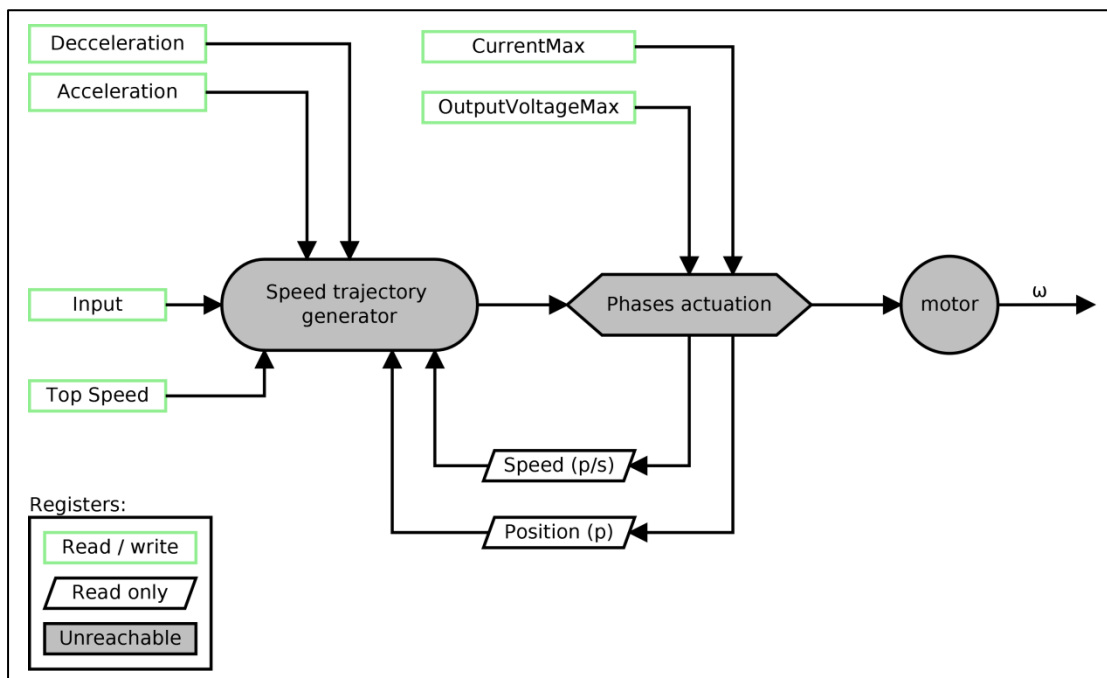 Decceleration
Acceleration
CurrentMax
OutputVoltageMax
Input
Speed trajectory
generator
Phases actuation
motor
ω
Top Speed
Speed (p/s)
Position (p)
Registers:
Read / write
Read only
Unreachable